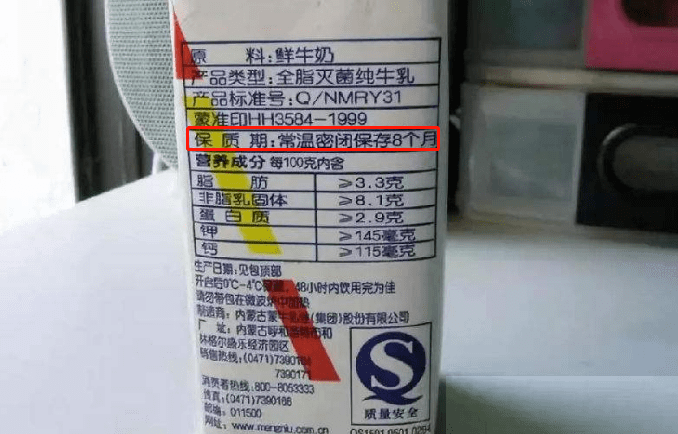 原 料:鲜牛奶
产品类型:全脂灭菌纯牛乳
产品标准号:Q/NMRY31
蒙准印HH3584-1999
保 质 期:常温密闭保存8个月
营养成分 每100克内含
脂 肪 ≥3.3克
非脂乳固体 ≥8.1克
蛋白质 ≥2.9克
钾 ≥145毫克
钙 ≥115毫克
生产日期:见包顶部
开启后0℃-4℃ 48小时内饮用完为佳
请勿带包在微波炉中加热
制造商:内蒙古蒙牛乳业(集团)股份有限公司
厂 址:内蒙古呼和浩特市和
林格尔盛乐经济园区
销售热线:(0471)7390164
7390171
消费者热线:800-8053333
传真:(0471)7390166
邮编:011500
网址:www.mengniu.com.cn
质量安全
QS1501 0501 0254